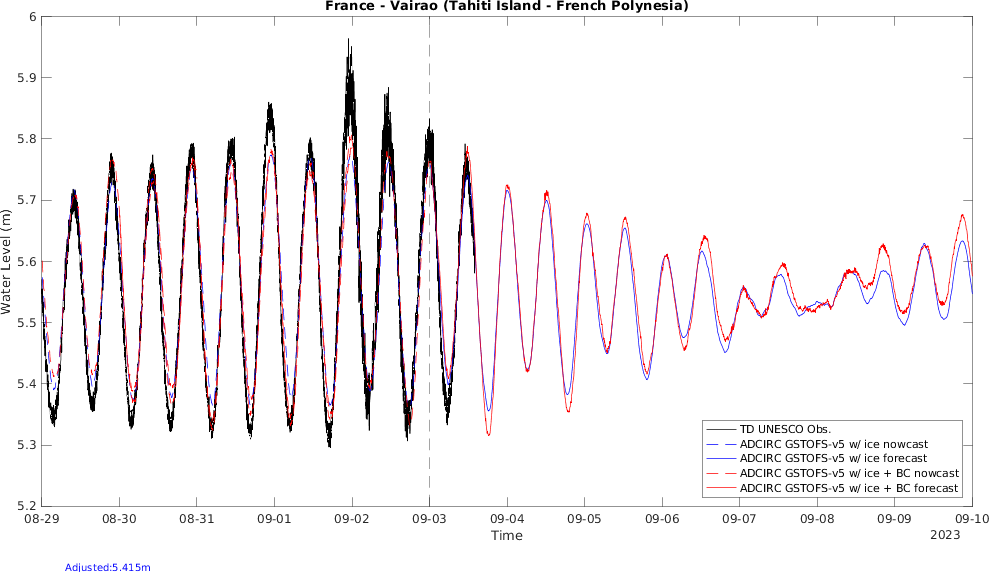 France - Vairao (Tahiti Island - French Polynesia)
6
5.9
5.8
5.7
5.6
5.5
5.4
5.3
5.2
Water Level (m)
TD UNESCO Obs.
ADCIRC GSTOFS-v5 w/ ice nowcast
ADCIRC GSTOFS-v5 w/ ice forecast
ADCIRC GSTOFS-v5 w/ ice + BC nowcast
ADCIRC GSTOFS-v5 w/ ice + BC forecast
08-29 08-30 08-31 09-01 09-02 09-03 09-04 09-05 09-06 09-07 09-08 09-09 09-10
Time
2023
Adjusted:5.415m